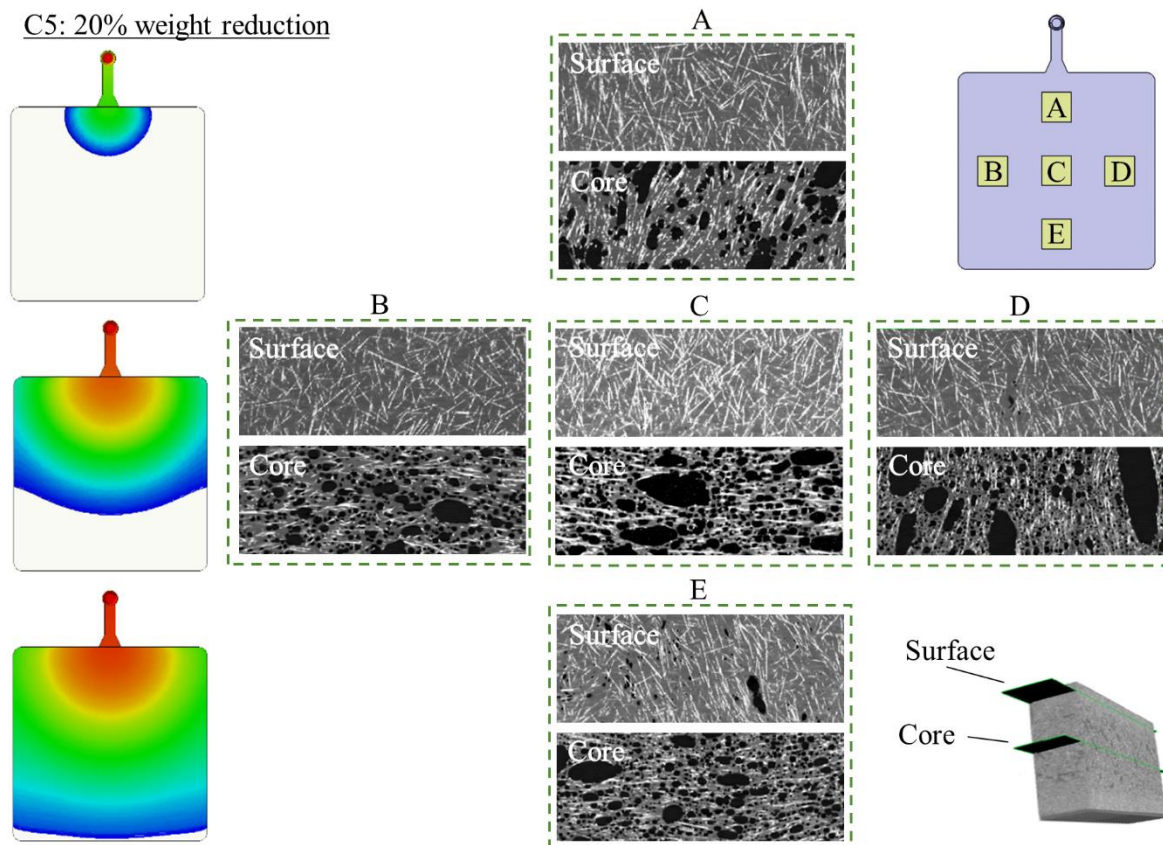 C5: 20% weight reduction
A
Surface
Core
A
B C D
E
B
Surface
Core
C
Surface
Core
D
Surface
Core
E
Surface
Core
Surface
Core